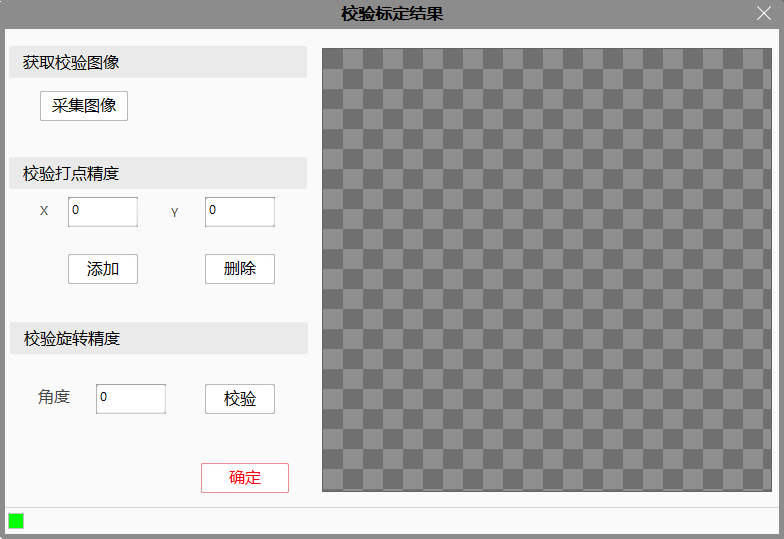 校验标定结果
获取校验图像
采集图像
校验打点精度
X 0 Y 0
添加 删除
校验旋转精度
角度 0 校验
确定